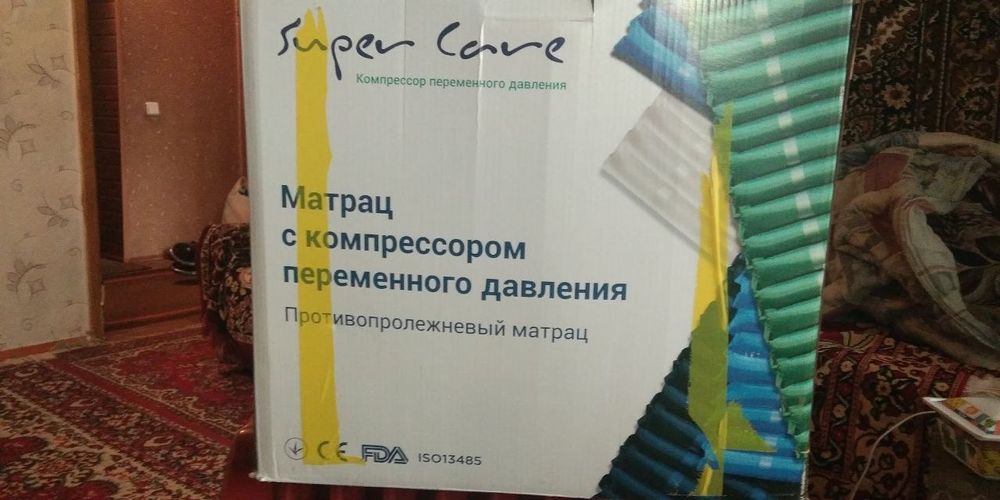 Super Care
Компрессор переменного давления
Матрац
с компрессором
переменного давления
Противопролежневый матрац
CE FDA ISO13485